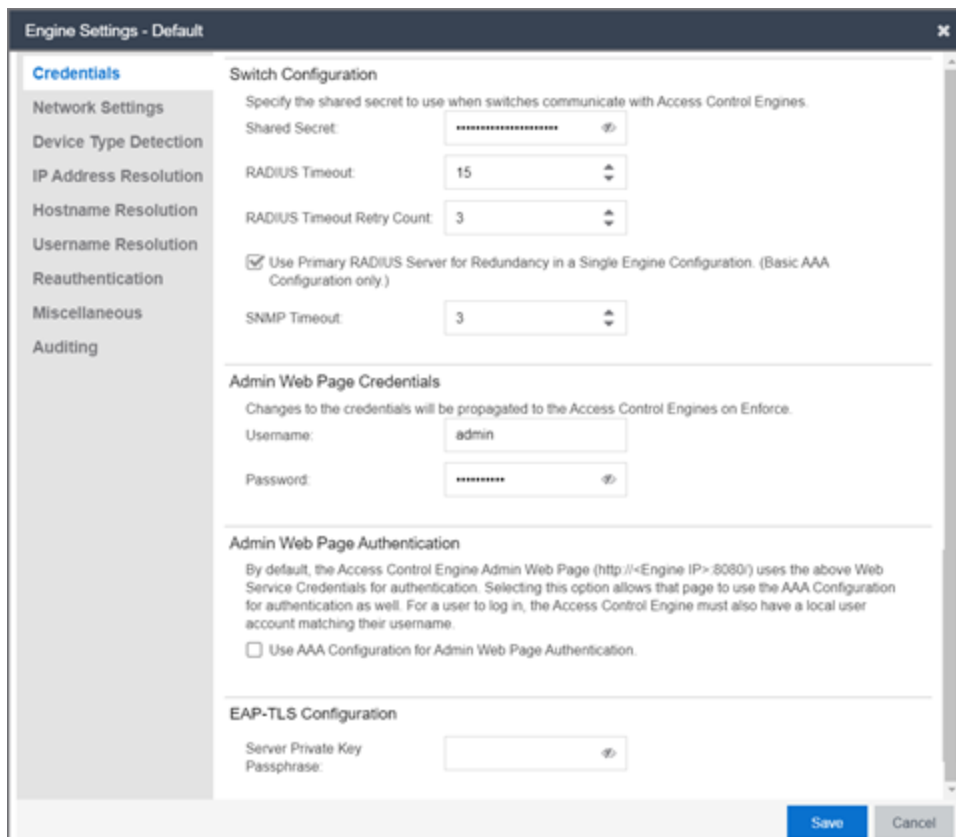 Engine Settings - Default
Credentials
Network Settings
Device Type Detection
IP Address Resolution
Hostname Resolution
Username Resolution
Reauthentication
Miscellaneous
Auditing
Switch Configuration
Specify the shared secret to use when switches communicate with Access Control Engines.
Shared Secret:
RADIUS Timeout: 15
RADIUS Timeout Retry Count: 3
Use Primary RADIUS Server for Redundancy in a Single Engine Configuration. (Basic AAA
Configuration only.)
SNMP Timeout: 3
Admin Web Page Credentials
Changes to the credentials will be propagated to the Access Control Engines on Enforce.
Username: admin
Password:
Admin Web Page Authentication
By default, the Access Control Engine Admin Web Page (http://<Engine IP>:8080/) uses the above Web
Service Credentials for authentication. Selecting this option allows that page to use the AAA Configuration
for authentication as well. For a user to log in, the Access Control Engine must also have a local user
account matching their username.
Use AAA Configuration for Admin Web Page Authentication.
EAP-TLS Configuration
Server Private Key
Passphrase:
Save Cancel